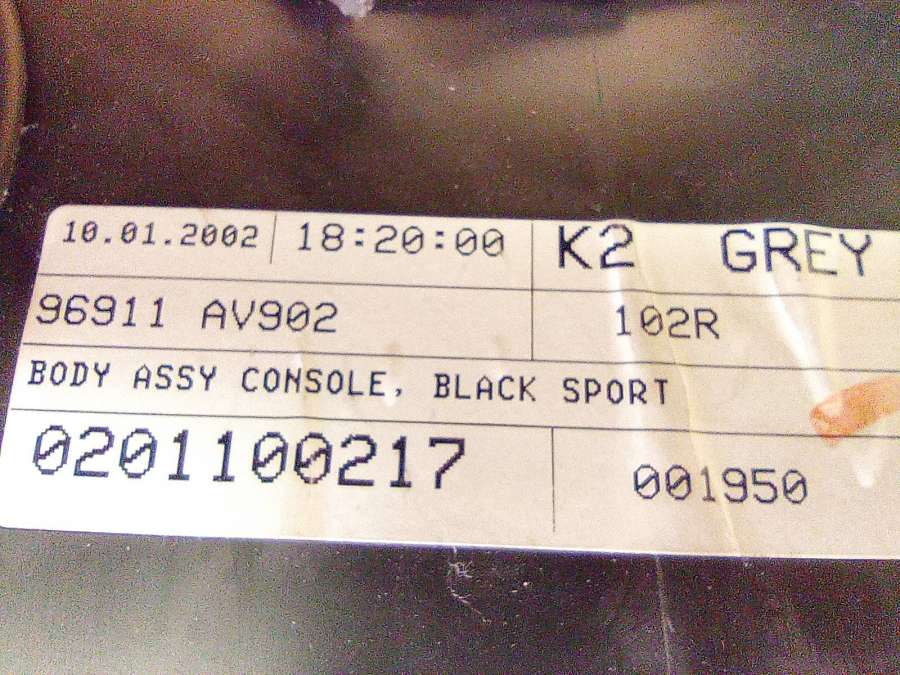 10.01.2002 18:20:00 K2 GREY
96911 AV902 102R
BODY ASSY CONSOLE, BLACK SPORT
0201100217 001950